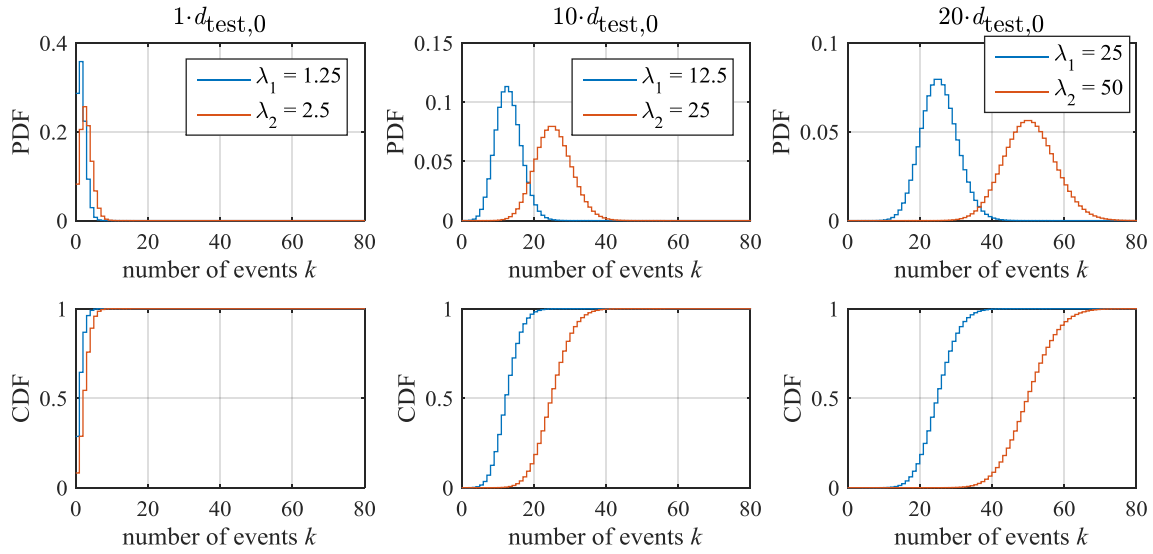 1·d_test,0
0.4
0.2
0
PDF
λ₁ = 1.25
λ₂ = 2.5
0 20 40 60 80
number of events k
10·d_test,0
0.15
0.1
0.05
0
PDF
λ₁ = 12.5
λ₂ = 25
0 20 40 60 80
number of events k
20·d_test,0
0.1
0.05
0
PDF
λ₁ = 25
λ₂ = 50
0 20 40 60 80
number of events k
1
0.5
0
CDF
0 20 40 60 80
number of events k
1
0.5
0
CDF
0 20 40 60 80
number of events k
1
0.5
0
CDF
0 20 40 60 80
number of events k